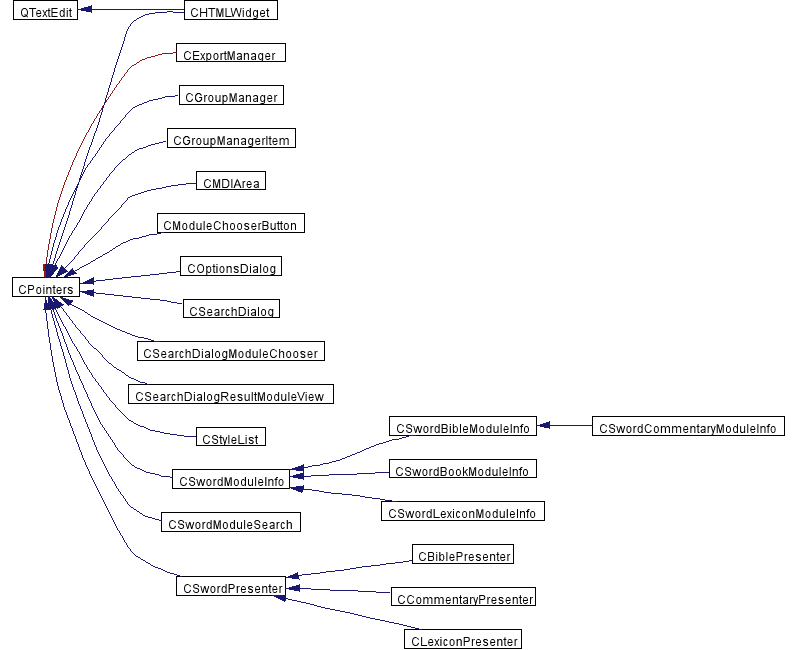 QTextEdit
CHTMLWidget
CExportManager
CGroupManager
CGroupManagerItem
CMDIArea
CModuleChooserButton
COptionsDialog
CPointers
CSearchDialog
CSearchDialogModuleChooser
CSearchDialogResultModuleView
CStyleList
CSwordBibleModuleInfo
CSwordCommentaryModuleInfo
CSwordModuleInfo
CSwordBookModuleInfo
CSwordLexiconModuleInfo
CSwordModuleSearch
CBiblePresenter
CSwordPresenter
CCommentaryPresenter
CLexiconPresenter